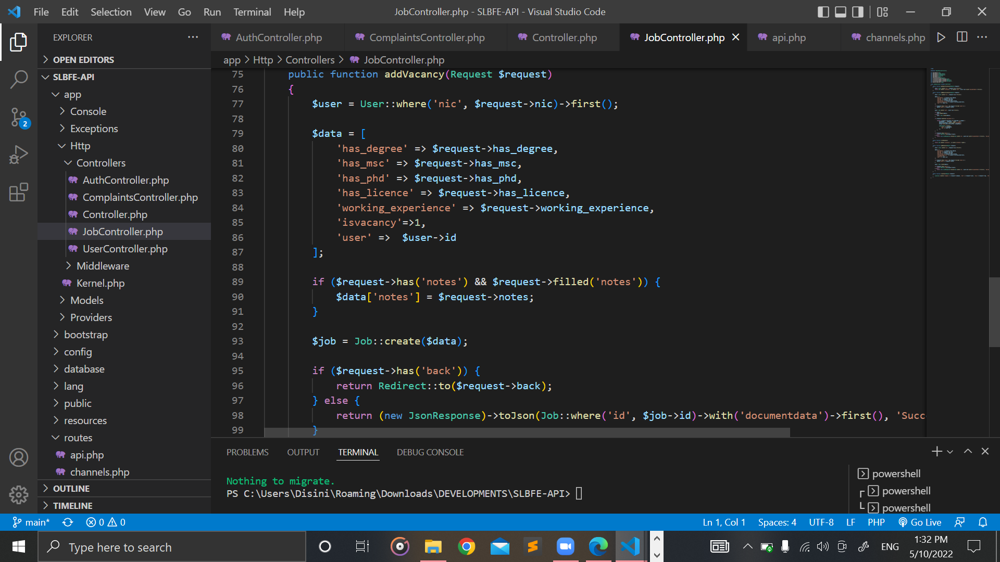 File Edit Selection View Go Run Terminal Help
JobController.php - SLBFE-API - Visual Studio Code
EXPLORER
AuthController.php
ComplaintsController.php
Controller.php
JobController.php
api.php
channels.php
OPEN EDITORS
SLBFE-API
app
Console
Exceptions
Http
Controllers
AuthController.php
ComplaintsController.php
Controller.php
JobController.php
UserController.php
Middleware
Kernel.php
Models
Providers
bootstrap
config
database
lang
public
resources
routes
api.php
channels.php
OUTLINE
TIMELINE
2
app > Http > Controllers > JobController.php
75 public function addVacancy(Request $request)
76 {
77 $user = User::where('nic', $request->nic)->first();
78
79 $data = [
80 'has_degree' => $request->has_degree,
81 'has_msc' => $request->has_msc,
82 'has_phd' => $request->has_phd,
83 'has_licence' => $request->has_licence,
84 'working_experience' => $request->working_experience,
85 'isvacancy'=>1,
86 'user' =>  $user->id
87 ];
88
89 if ($request->has('notes') && $request->filled('notes')) {
90 $data['notes'] = $request->notes;
91 }
92
93 $job = Job::create($data);
94
95 if ($request->has('back')) {
96 return Redirect::to($request->back);
97 } else {
98 return (new JsonResponse)->toJson(Job::where('id', $job->id)->with('documentdata')->first(), 'Succ
99 }
PROBLEMS OUTPUT TERMINAL DEBUG CONSOLE
Nothing to migrate.
PS C:\Users\Disini\Roaming\Downloads\DEVELOPMENTS\SLBFE-API>
powershell
powershell
powershell
main* 0 0
Ln 1, Col 1 Spaces: 4 UTF-8 LF PHP Go Live
Type here to search
ENG
1:32 PM
5/10/2022